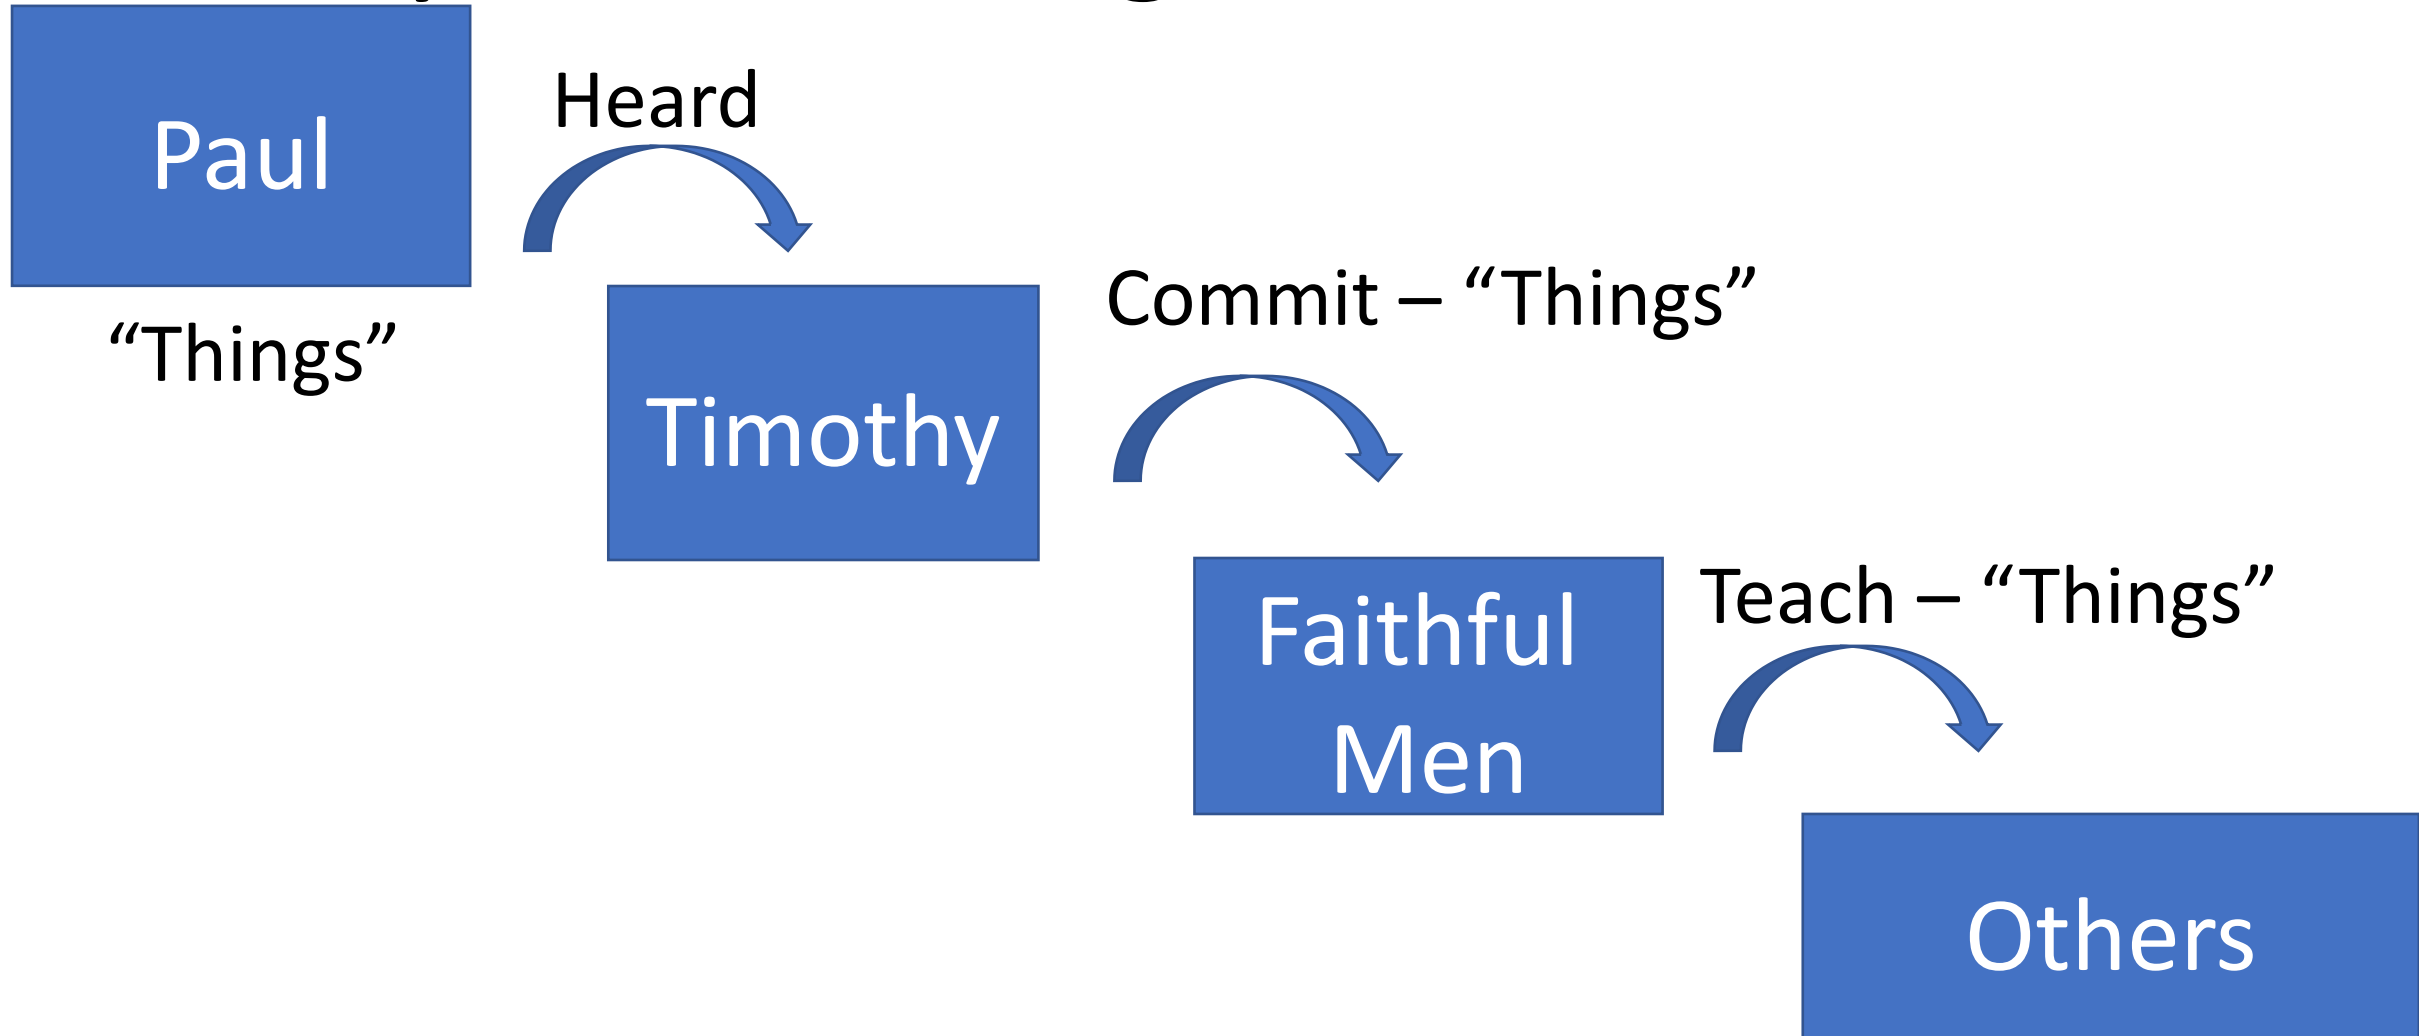 Paul
Heard
“Things”
Timothy
Commit – “Things”
Faithful
Men
Teach – “Things”
Others